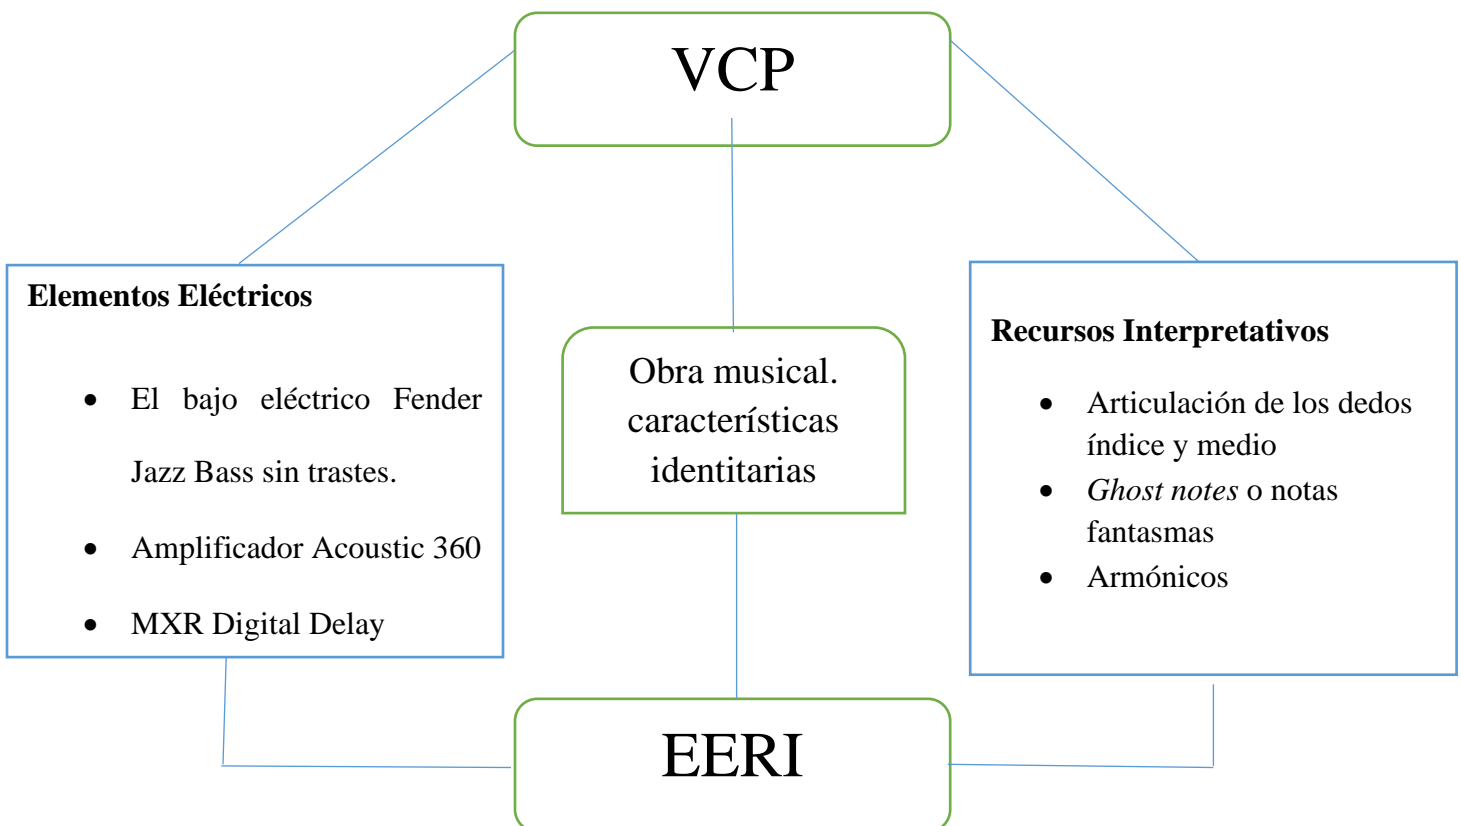 VCP
Elementos Eléctricos
• El bajo eléctrico Fender
Jazz Bass sin trastes.
• Amplificador Acoustic 360
• MXR Digital Delay
Obra musical.
características
identitarias
Recursos Interpretativos
• Articulación de los dedos
índice y medio
• Ghost notes o notas
fantasmas
• Armónicos
EERI